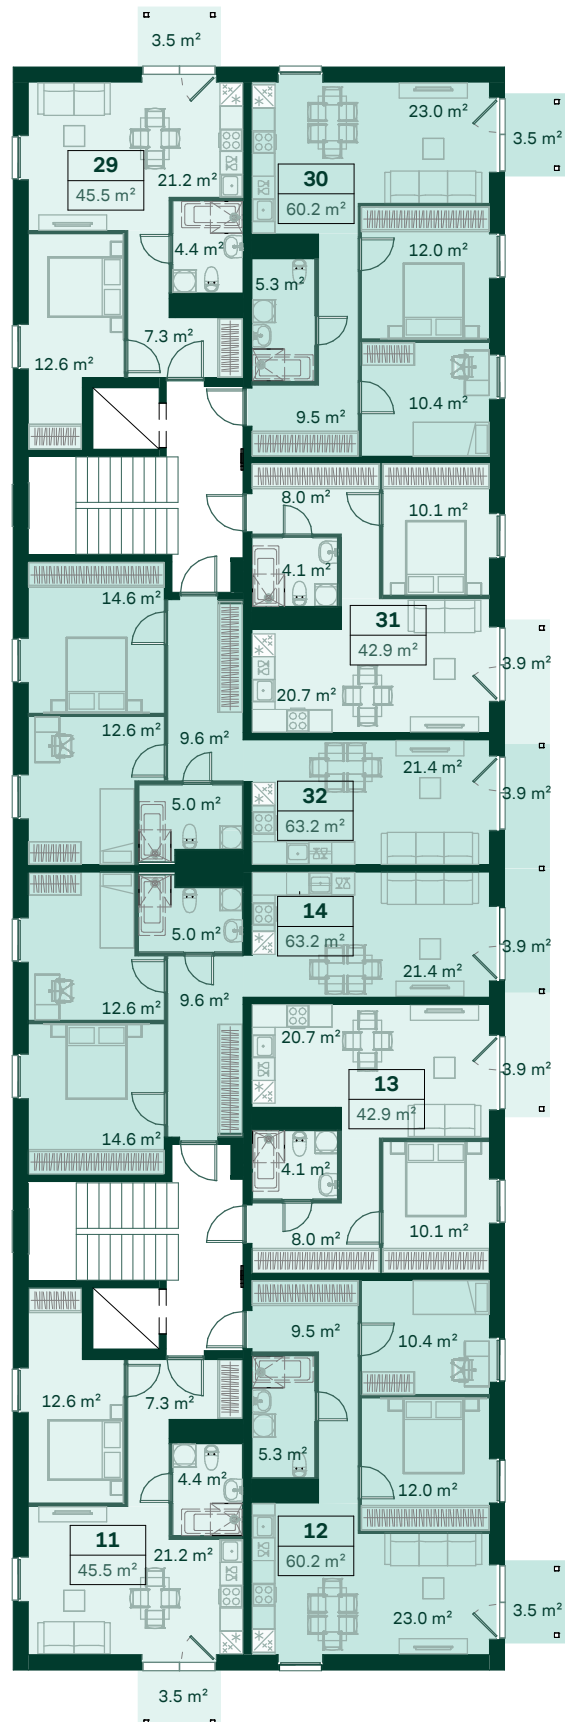 3.5 m²
29
45.5 m²
21.2 m²
4.4 m²
7.3 m²
12.6 m²
30
60.2 m²
23.0 m²
3.5 m²
12.0 m²
5.3 m²
10.4 m²
9.5 m²
8.0 m²
10.1 m²
4.1 m²
31
42.9 m²
3.9 m²
20.7 m²
14.6 m²
12.6 m²
9.6 m²
5.0 m²
32
63.2 m²
21.4 m²
3.9 m²
14
63.2 m²
5.0 m²
21.4 m²
3.9 m²
12.6 m²
9.6 m²
14.6 m²
20.7 m²
13
42.9 m²
3.9 m²
4.1 m²
8.0 m²
10.1 m²
9.5 m²
10.4 m²
12.6 m²
7.3 m²
5.3 m²
4.4 m²
12.0 m²
11
45.5 m²
21.2 m²
12
60.2 m²
23.0 m²
3.5 m²
3.5 m²